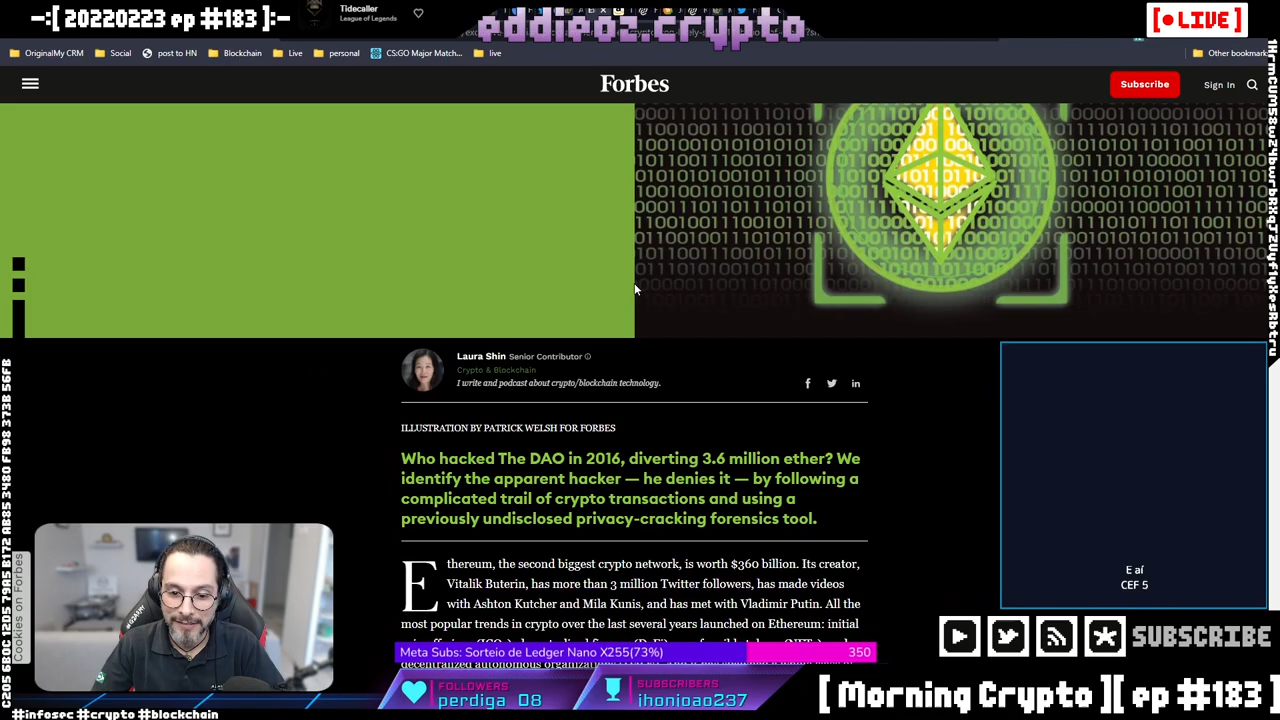 -:[ 20220223 ep #183 ]:-
Tidecaller
League of Legends
eddieoz.crypto
[● LIVE ]
OriginalMy CRM
Social
post to HN
Blockchain
Live
personal
CS:GO Major Match...
live
Other bookmark
Forbes
Subscribe
Sign In
Laura Shin Senior Contributor
Crypto & Blockchain
I write and podcast about crypto/blockchain technology.
ILLUSTRATION BY PATRICK WELSH FOR FORBES
Who hacked The DAO in 2016, diverting 3.6 million ether? We
identify the apparent hacker — he denies it — by following a
complicated trail of crypto transactions and using a
previously undisclosed privacy-cracking forensics tool.
Ethereum, the second biggest crypto network, is worth $360 billion. Its creator,
Vitalik Buterin, has more than 3 million Twitter followers, has made videos
with Ashton Kutcher and Mila Kunis, and has met with Vladimir Putin. All the
most popular trends in crypto over the last several years launched on Ethereum: initial
decentralized autonomous
Meta Subs: Sorteio de Ledger Nano X255(73%)
350
E aí
CEF 5
Cookies on Forbes
SUBSCRIBE
FOLLOWERS
perdiga_08
SUBSCRIBERS
ihonjoao237
[ Morning Crypto ][ ep #183 ]
#infosec #crypto #blockchain